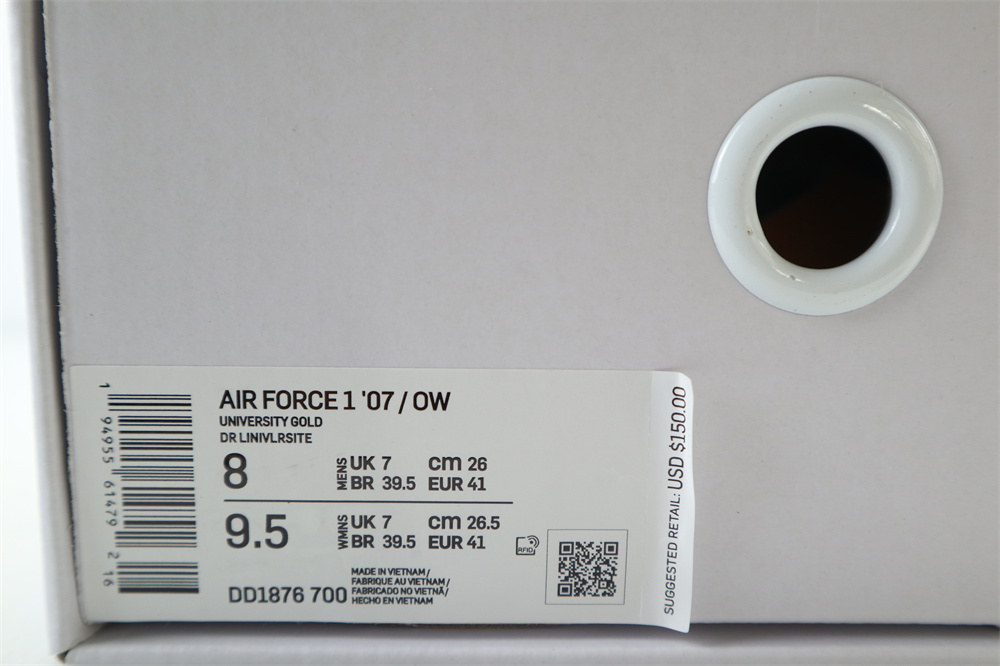 AIR FORCE 1 '07 / OW
UNIVERSITY GOLD
DR LINIVLRSITE
8 MENS UK 7 cm 26
BR 39.5 EUR 41
9.5 WMNS UK 7 cm 26.5
BR 39.5 EUR 41
RFID
DD1876 700
MADE IN VIETNAM /
FABRIQUE AU VIETNAM /
FABRICADO NO VIETNÃ /
HECHO EN VIETNAM
1 94955 61479 2 16
SUGGESTED RETAIL: USD $150.00